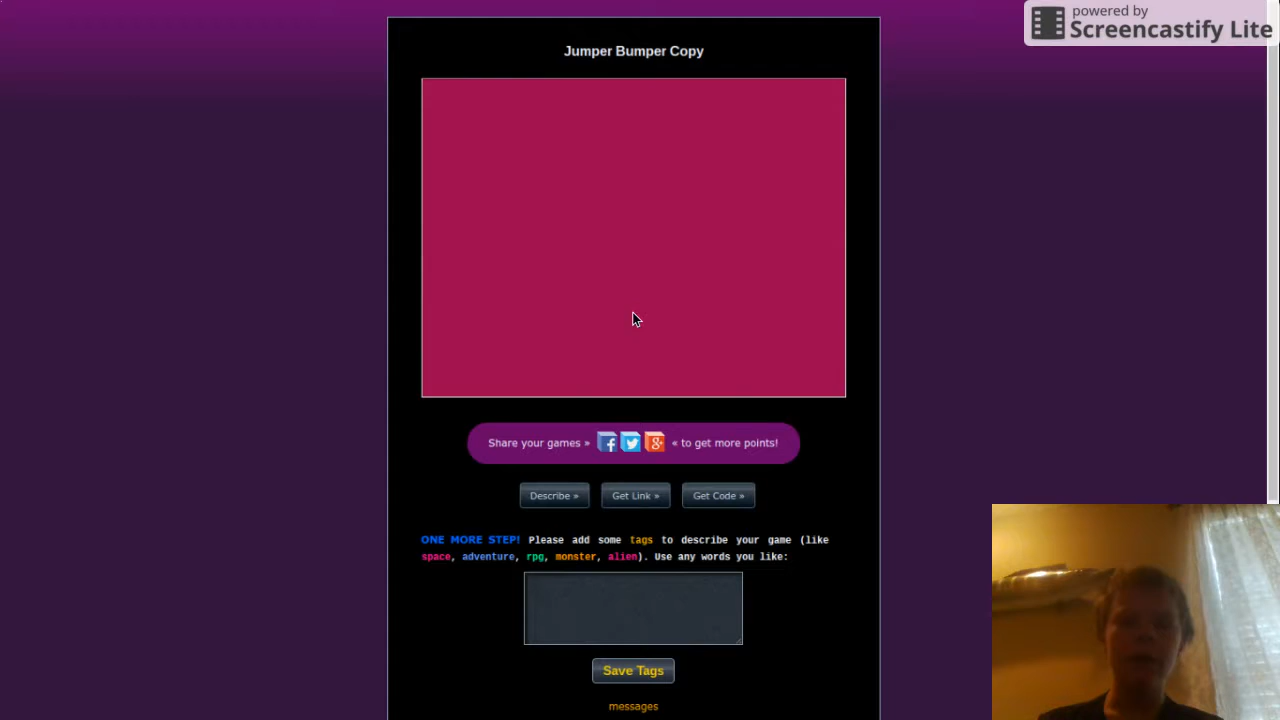 powered by
Screencastify Lite
Jumper Bumper Copy
Share your games » « to get more points!
Describe » Get Link » Get Code »
ONE MORE STEP! Please add some tags to describe your game (like
space, adventure, rpg, monster, alien). Use any words you like:
Save Tags
messages